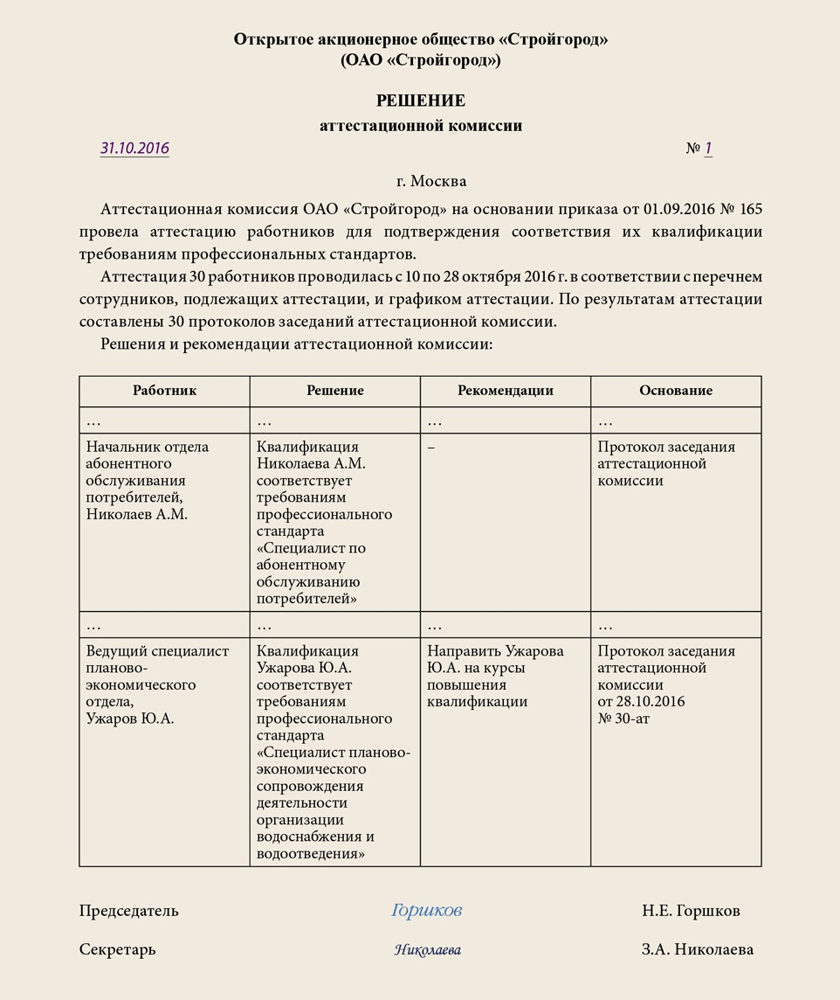 Открытое акционерное общество «Стройгород»
(ОАО «Стройгород»)
РЕШЕНИЕ
аттестационной комиссии
31.10.2016 № 1
г. Москва
Аттестационная комиссия ОАО «Стройгород» на основании приказа от 01.09.2016 № 165
провела аттестацию работников для подтверждения соответствия их квалификации
требованиям профессиональных стандартов.
Аттестация 30 работников проводилась с 10 по 28 октября 2016 г. в соответствии с перечнем
сотрудников, подлежащих аттестации, и графиком аттестации. По результатам аттестации
составлены 30 протоколов заседаний аттестационной комиссии.
Решения и рекомендации аттестационной комиссии:
Работник Решение Рекомендации Основание
… … … …
Начальник отдела
абонентного
обслуживания
потребителей,
Николаев А.М.
Квалификация
Николаева А.М.
соответствует
требованиям
профессионального
стандарта
«Специалист по
абонентному
обслуживанию
потребителей»
–
Протокол заседания
аттестационной
комиссии
… … … …
Ведущий специалист
планово-
экономического
отдела,
Ужаров Ю.А.
Квалификация
Ужарова Ю.А.
соответствует
требованиям
профессионального
стандарта
«Специалист планово-
экономического
сопровождения
деятельности
организации
водоснабжения и
водоотведения»
Направить Ужарова
Ю.А. на курсы
повышения
квалификации
Протокол заседания
аттестационной
комиссии
от 28.10.2016
№ 30-ат
Председатель Горшков Н.Е. Горшков
Секретарь Николаева З.А. Николаева